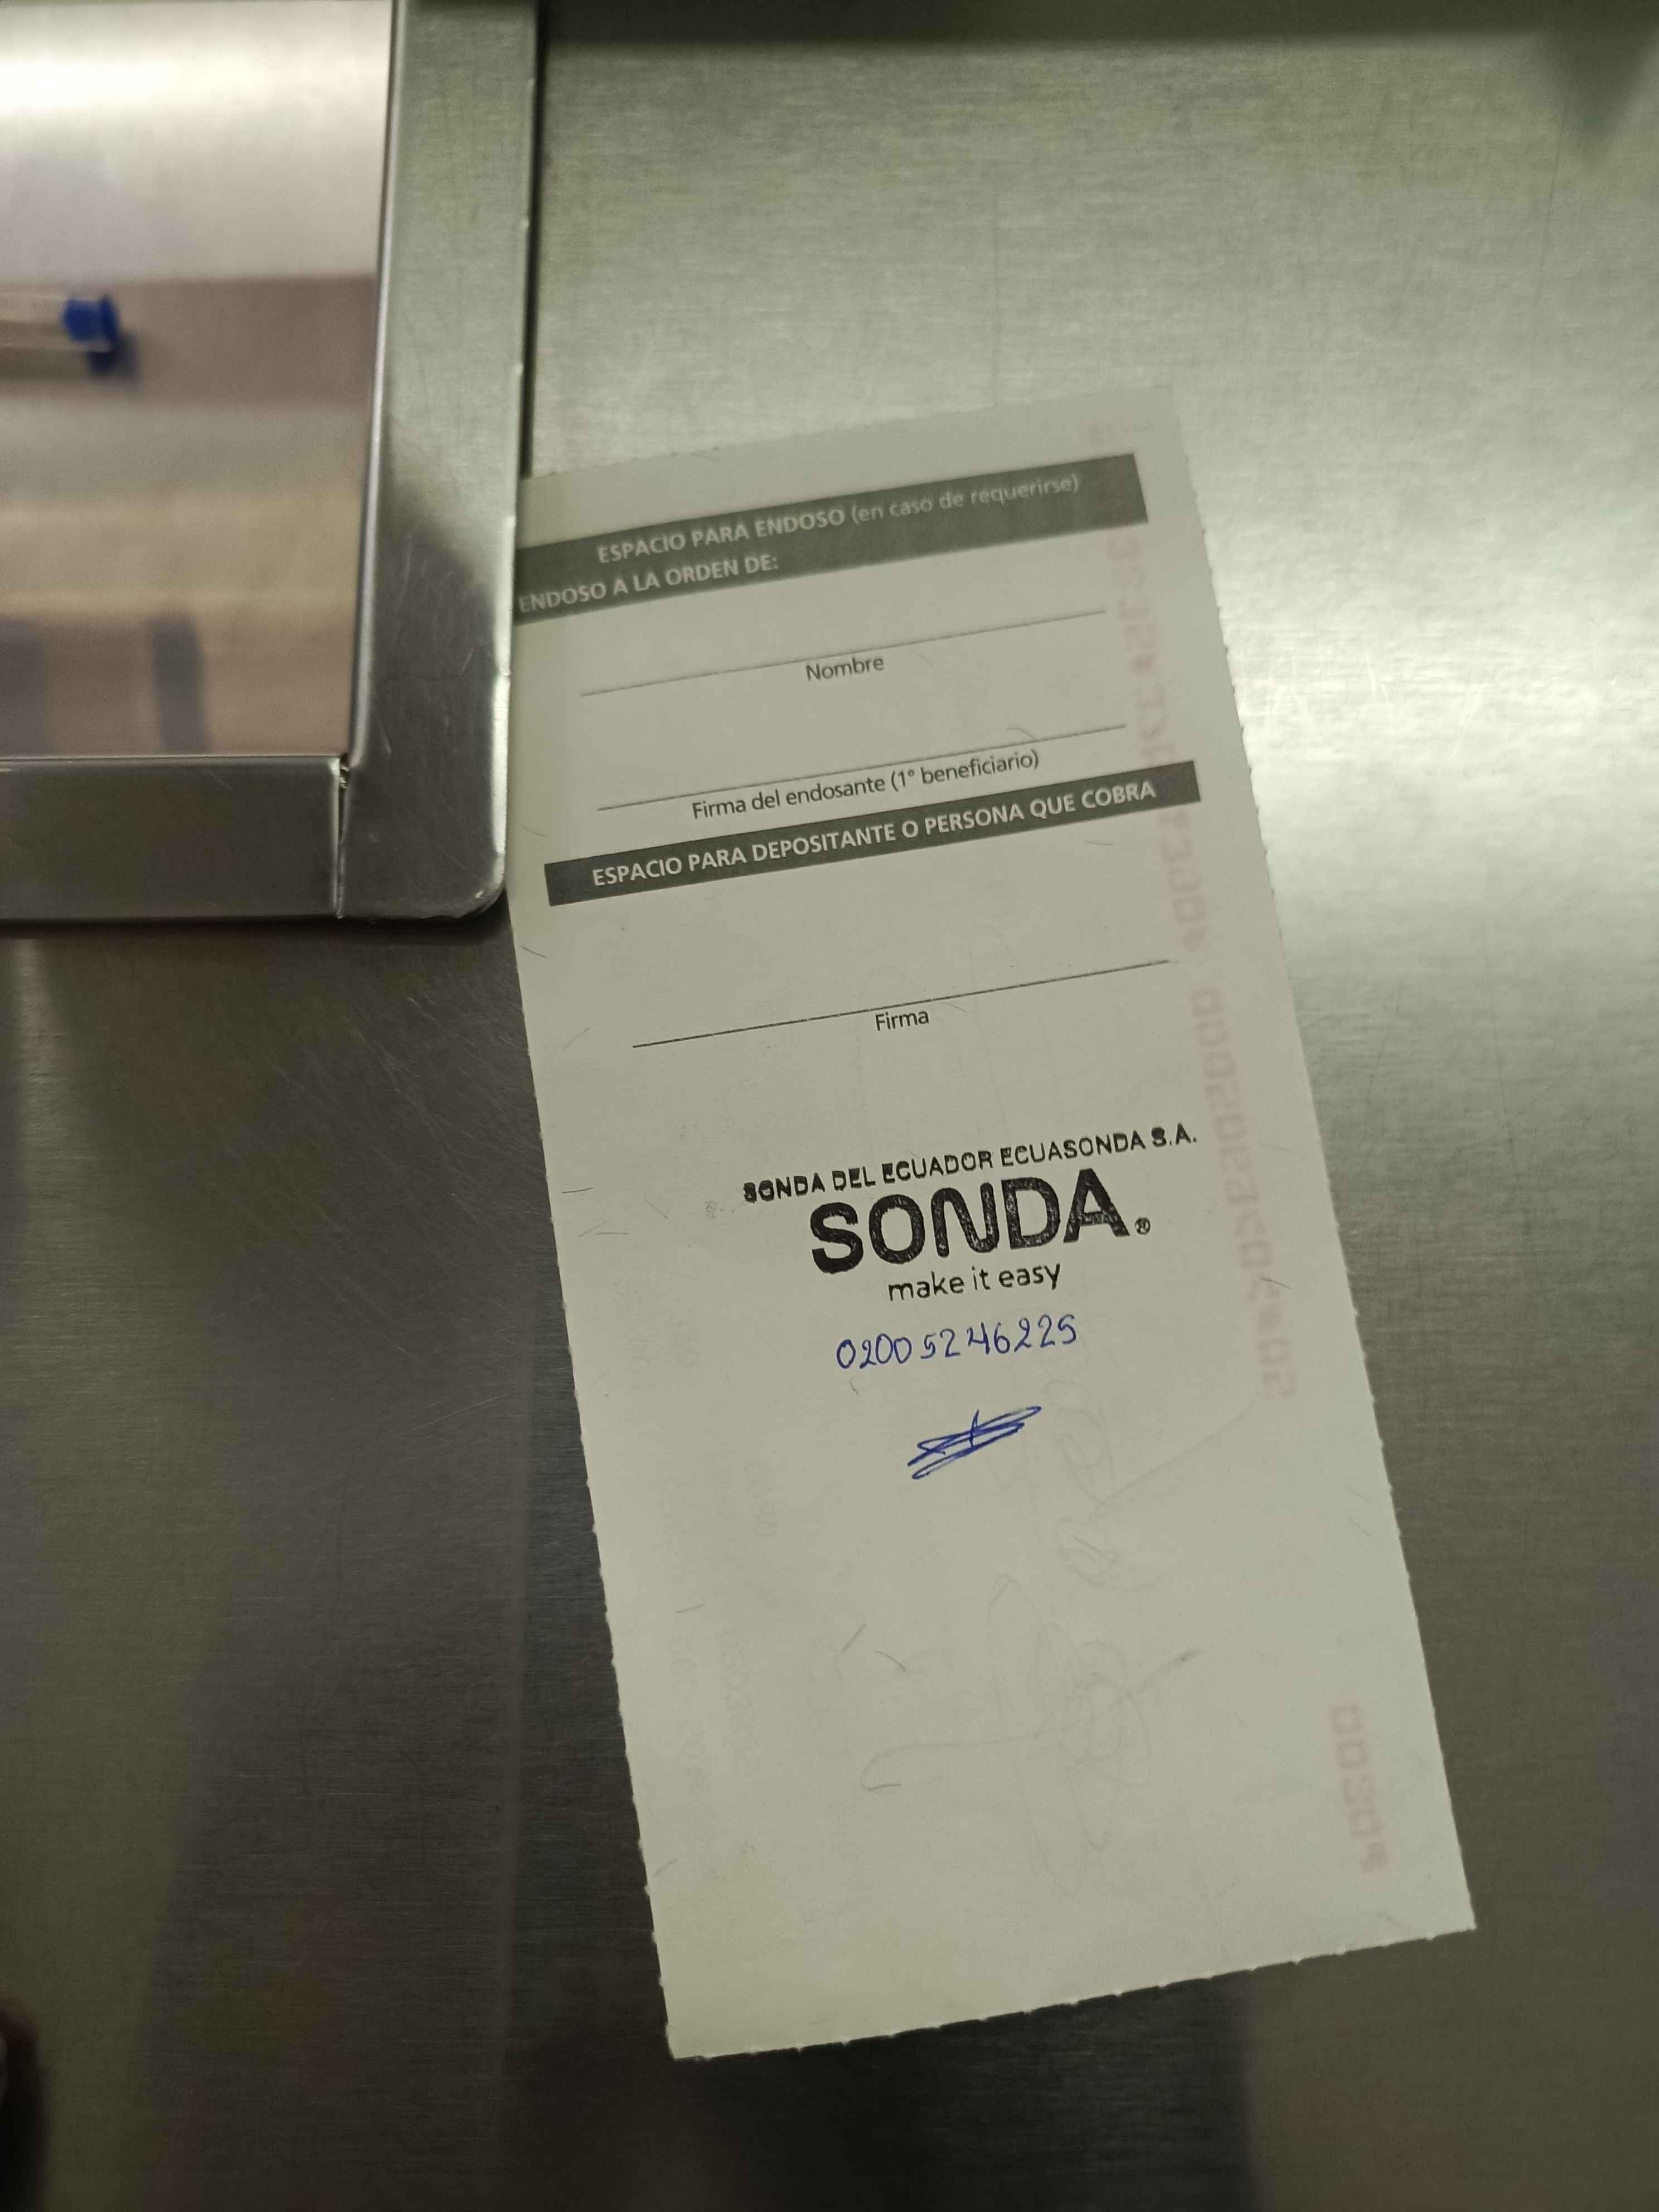 ESPACIO PARA ENDOSO (en caso de requerirse)
ENDOSO A LA ORDEN DE:
Nombre
Firma del endosante (1° beneficiario)
ESPACIO PARA DEPOSITANTE O PERSONA QUE COBRA
Firma
SONDA DEL ECUADOR ECUASONDA S.A.
SONDA®
make it easy
02005246225